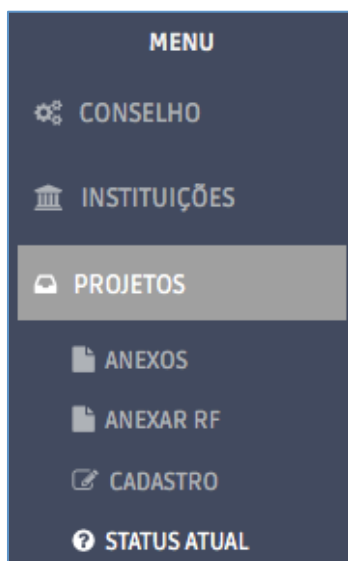 MENU
CONSELHO
INSTITUIÇÕES
PROJETOS
ANEXOS
ANEXAR RF
CADASTRO
STATUS ATUAL